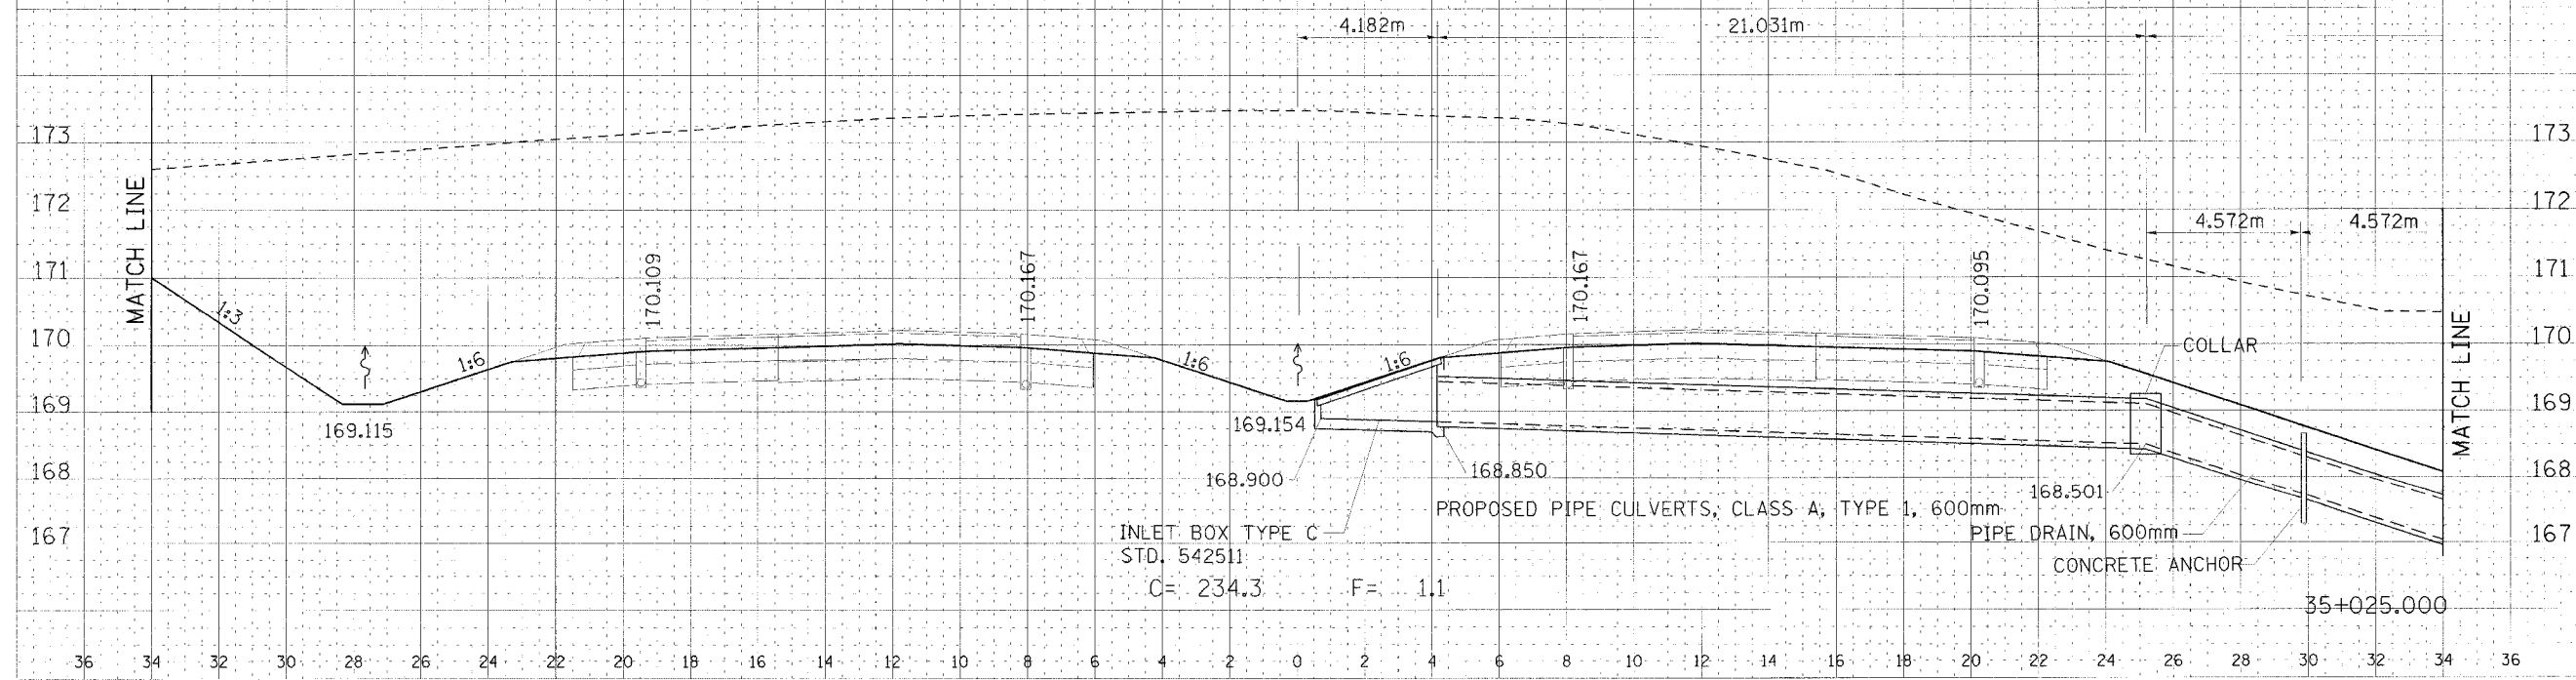 4.182m 21.031m
173 173
172 172
171 171
170 170
169 169
168 168
167 167
MATCH LINE
MATCH LINE
4.572m 4.572m
1:3
1:6
1:6
1:6
170.109
170.167
170.167
170.095
COLLAR
169.115
169.154
168.900
168.850
168.501
PROPOSED PIPE CULVERTS, CLASS A, TYPE 1, 600mm
INLET BOX TYPE C
STD. 542511
PIPE DRAIN, 600mm
CONCRETE ANCHOR
C= 234.3 F= 1.1
35+025.000
36 34 32 30 28 26 24 22 20 18 16 14 12 10 8 6 4 2 0 2 4 6 8 10 12 14 16 18 20 22 24 26 28 30 32 34 36